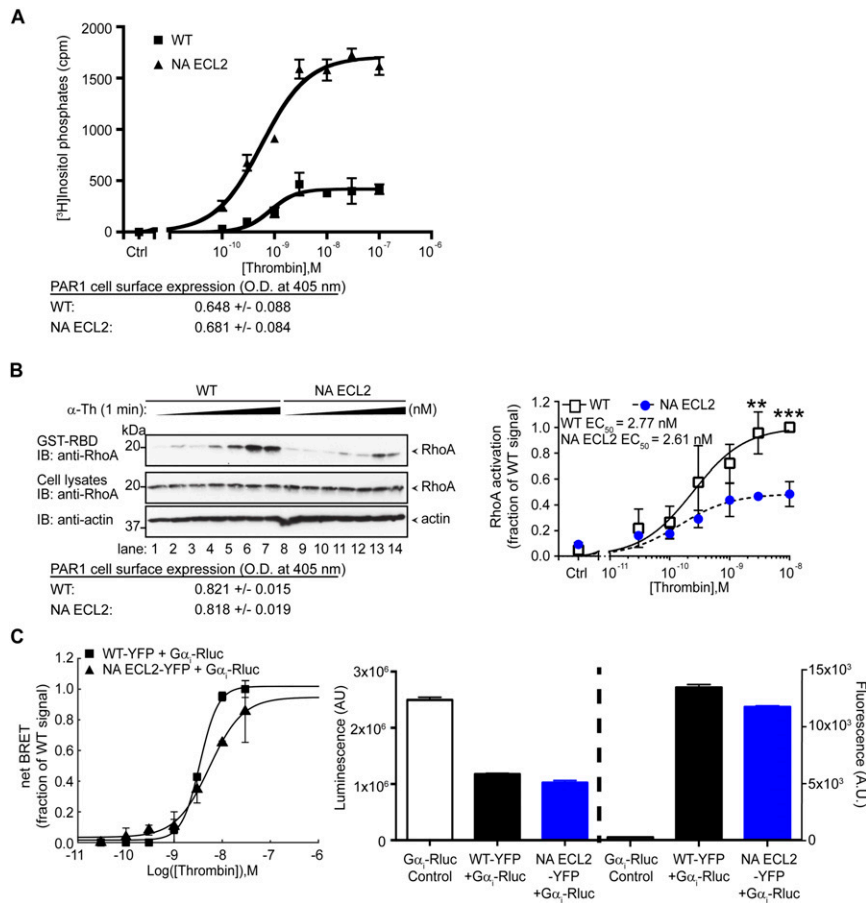 A
[³H]Inositol phosphates (cpm)
2000
1500
1000
500
0
WT
NA ECL2
Ctrl
10⁻¹⁰ 10⁻⁹ 10⁻⁸ 10⁻⁷ 10⁻⁶
[Thrombin],M
PAR1 cell surface expression (O.D. at 405 nm)
WT: 0.648 +/- 0.088
NA ECL2: 0.681 +/- 0.084
B
WT NA ECL2
α-Th (1 min): (nM)
kDa
GST-RBD
IB: anti-RhoA
20
RhoA
Cell lysates
IB: anti-RhoA
20
RhoA
IB: anti-actin
37
actin
lane: 1 2 3 4 5 6 7 8 9 10 11 12 13 14
PAR1 cell surface expression (O.D. at 405 nm)
WT: 0.821 +/- 0.015
NA ECL2: 0.818 +/- 0.019
RhoA activation
(fraction of WT signal)
1.2
1.0
0.8
0.6
0.4
0.2
0.0
WT NA ECL2
WT EC₅₀ = 2.77 nM
NA ECL2 EC₅₀ = 2.61 nM
**
***
Ctrl
10⁻¹¹ 10⁻¹⁰ 10⁻⁹ 10⁻⁸
[Thrombin],M
C
WT-YFP + Gαᵢ-Rluc
NA ECL2-YFP + Gαᵢ-Rluc
net BRET
(fraction of WT signal)
1.2
1.0
0.8
0.6
0.4
0.2
0.0
-11 -10 -9 -8 -7 -6
Log([Thrombin]),M
Luminescence (AU)
3x10⁶
2x10⁶
1x10⁶
0
15x10³
10x10³
5x10³
0
Fluorescence (A.U.)
Gαᵢ-Rluc
Control
WT-YFP
+Gαᵢ-Rluc
NA ECL2
-YFP
+Gαᵢ-Rluc
Gαᵢ-Rluc
Control
WT-YFP
+Gαᵢ-Rluc
NA ECL2
-YFP
+Gαᵢ-Rluc